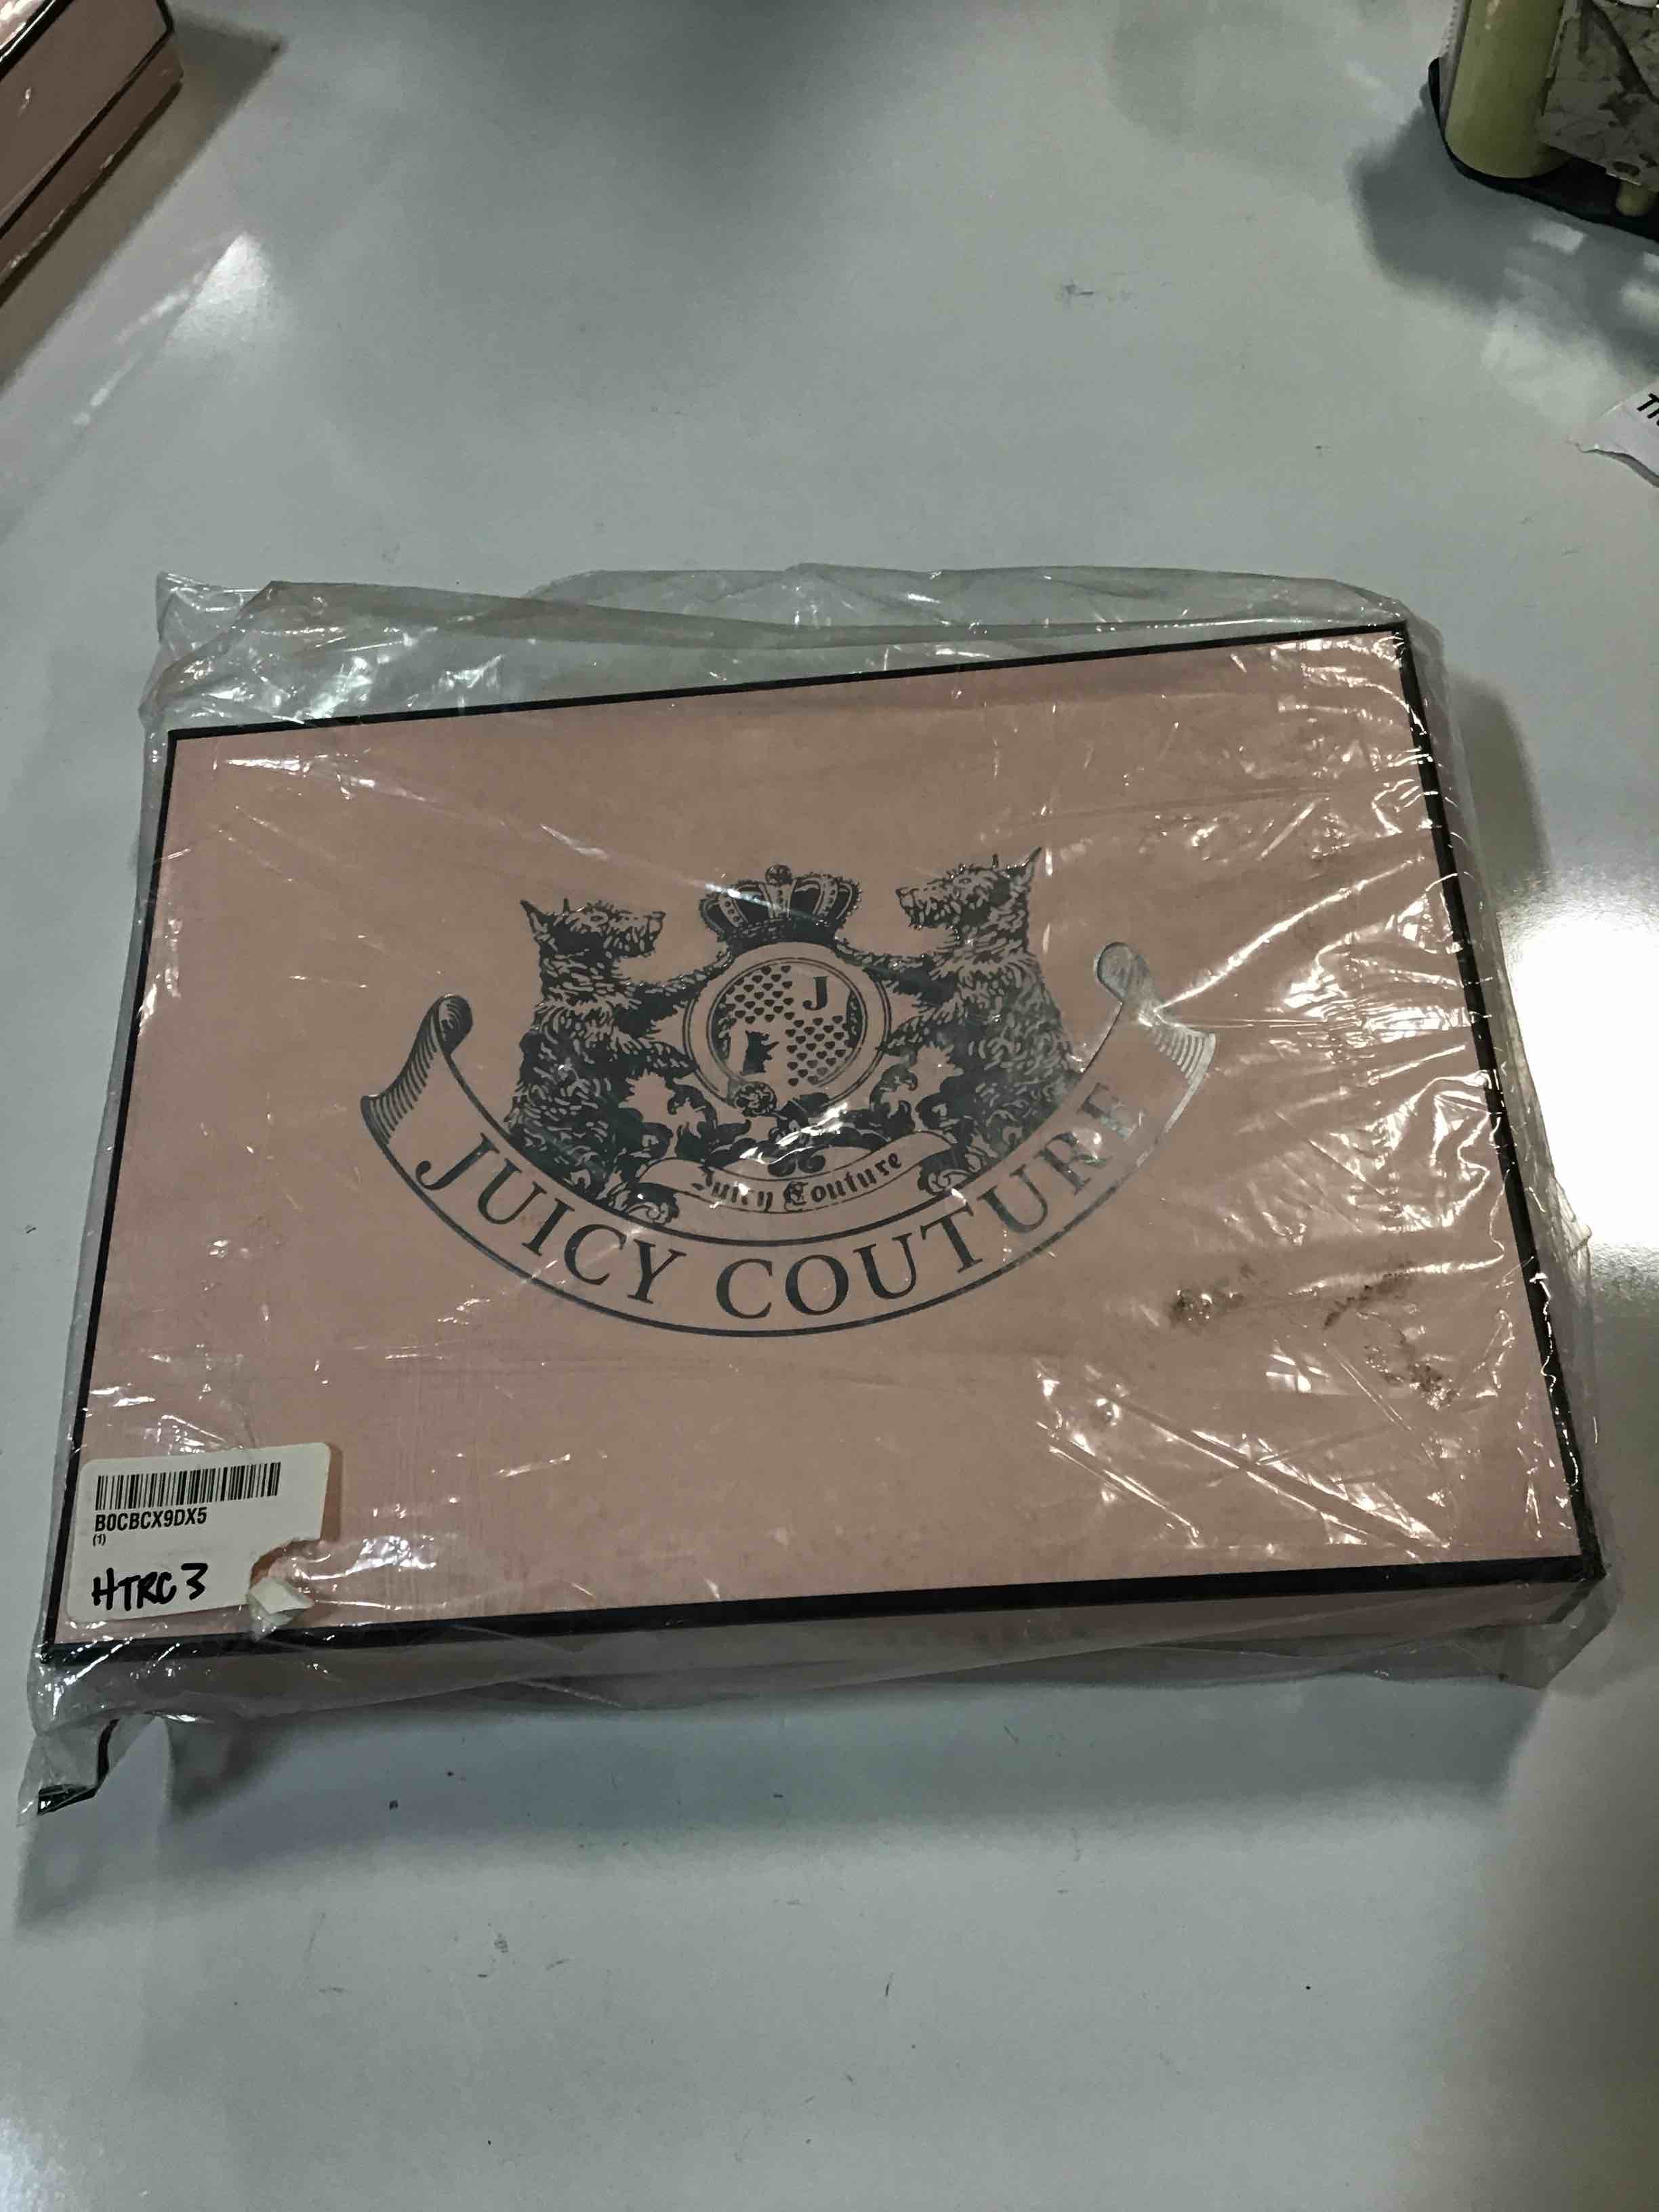 J
Juicy Couture
JUICY COUTURE
B0CBCX9DX5
(1)
HTRC3